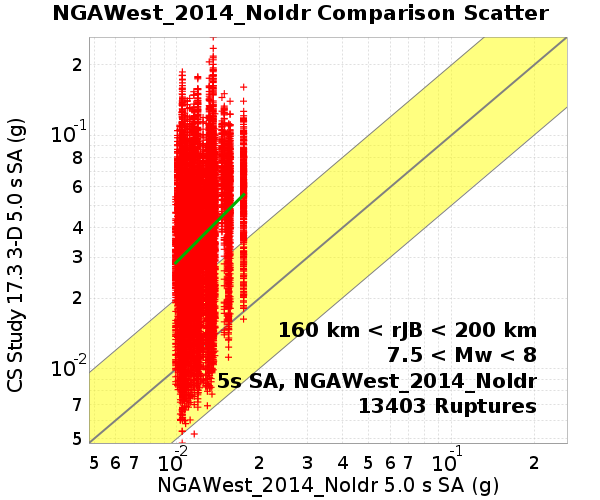 NGAWest_2014_NoIdr Comparison Scatter
CS Study 17.3 3-D 5.0 s SA (g)
2
10^-1
8
6
4
3
2
10^-2
7
5
160 km < rJB < 200 km
7.5 < Mw < 8
5s SA, NGAWest_2014_NoIdr
13403 Ruptures
5 6 7 10^-2 2 3 4 5 6 7 10^-1 2
NGAWest_2014_NoIdr 5.0 s SA (g)